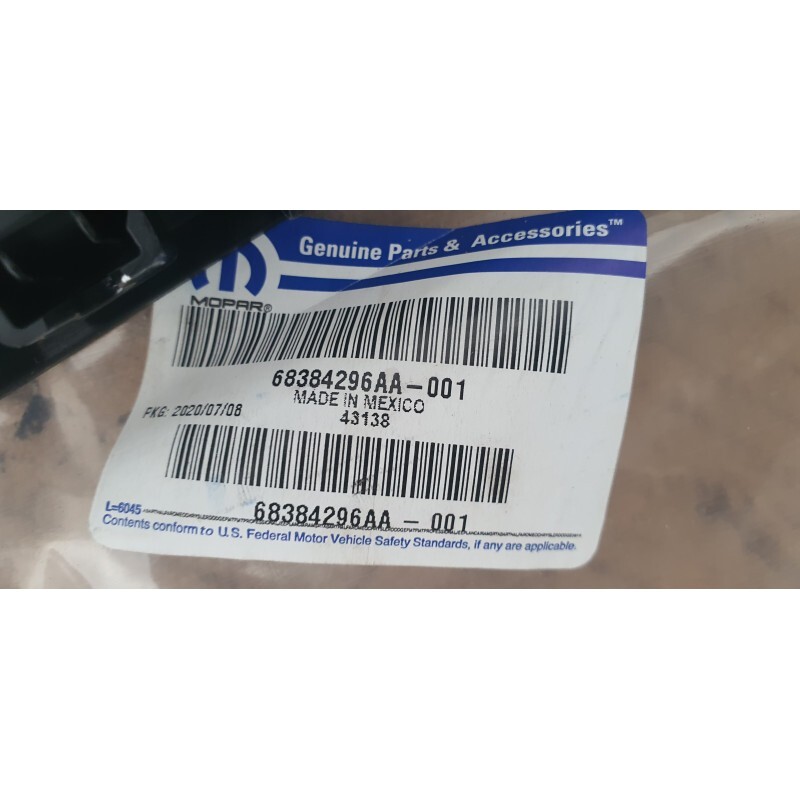 Genuine Parts & Accessories™
MOPAR®
68384296AA-001
MADE IN MEXICO
PKG: 2020/07/08
43138
68384296AA-001
L=6045
Contents conform to U.S. Federal Motor Vehicle Safety Standards, if any are applicable.